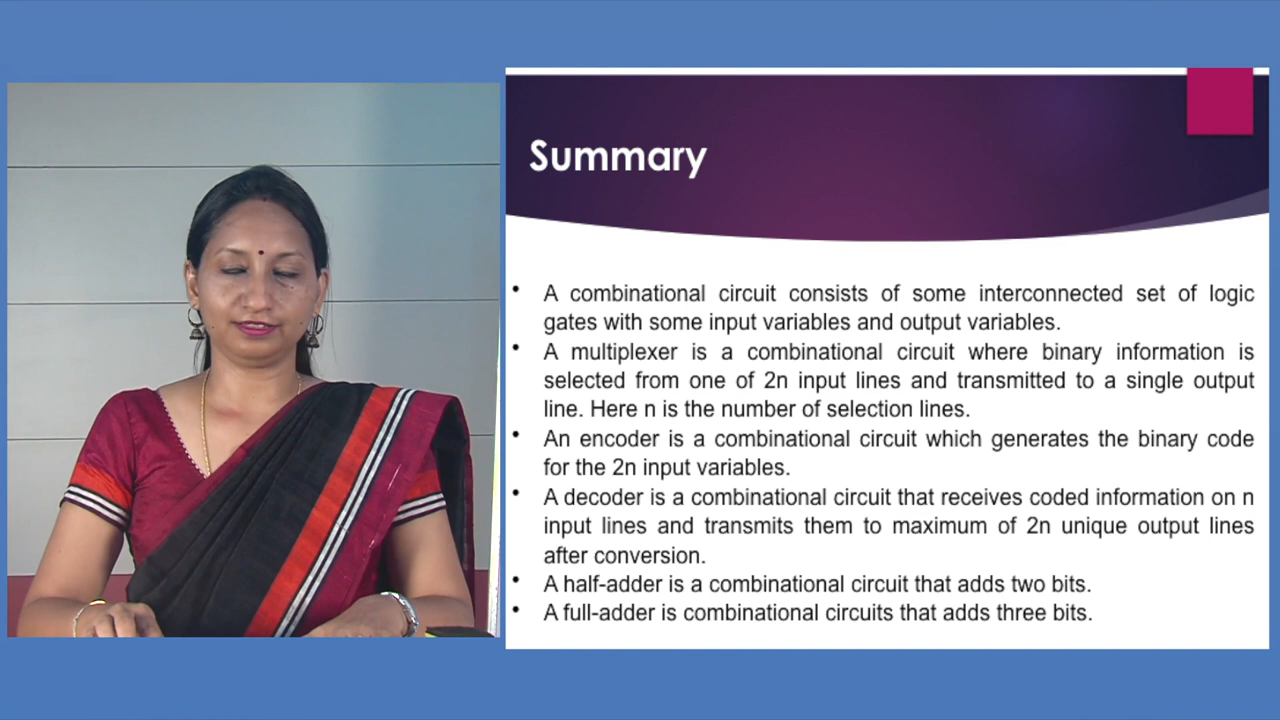 Summary
• A combinational circuit consists of some interconnected set of logic
gates with some input variables and output variables.
• A multiplexer is a combinational circuit where binary information is
selected from one of 2n input lines and transmitted to a single output
line. Here n is the number of selection lines.
• An encoder is a combinational circuit which generates the binary code
for the 2n input variables.
• A decoder is a combinational circuit that receives coded information on n
input lines and transmits them to maximum of 2n unique output lines
after conversion.
• A half-adder is a combinational circuit that adds two bits.
• A full-adder is combinational circuits that adds three bits.